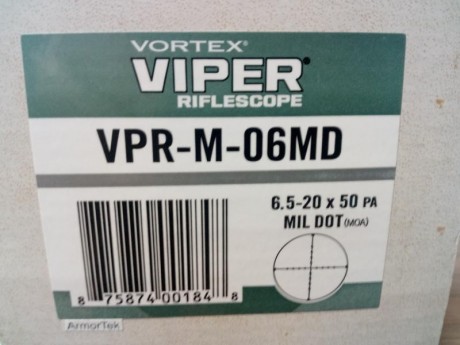 VORTEX®
VIPER®
RIFLESCOPE
VPR-M-06MD
6.5-20 x 50 PA
MIL DOT (MOA)
8 75874 00184 8
ArmorTek